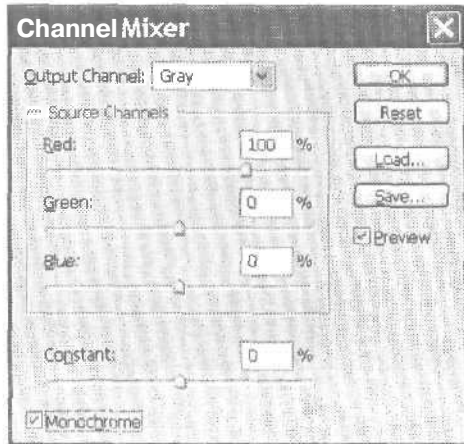 Channel Mixer
Output Channel: Gray
OK
Source Channels
Reset
Red: 100 %
Load...
Green: 0 %
Save...
Preview
Blue: 0 %
Constant: 0 %
Monochrome